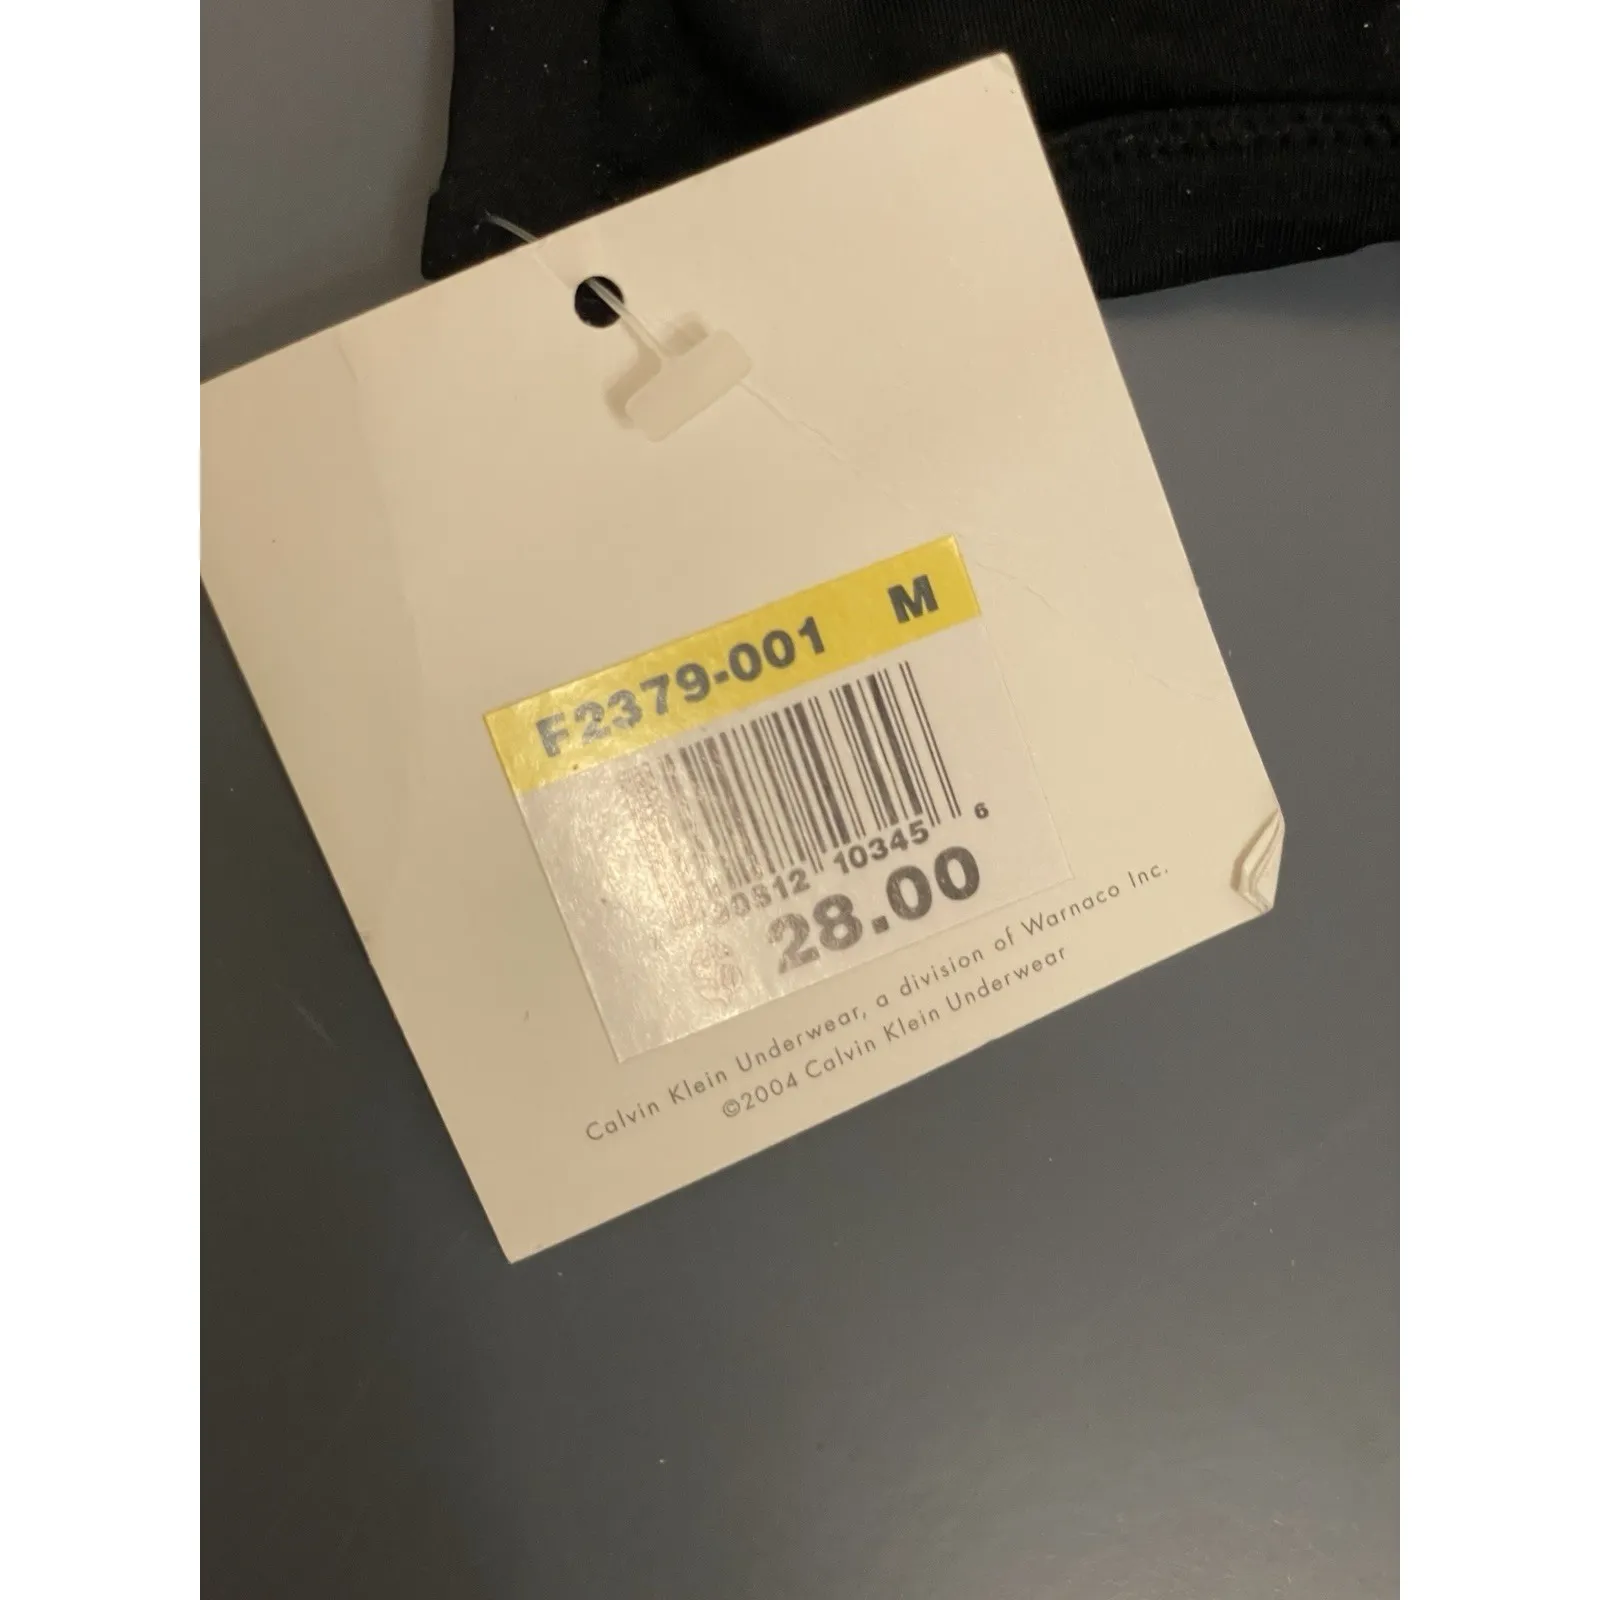 F2379-001 M
10345 6
$ 28.00
Calvin Klein Underwear, a division of Warnaco Inc.
©2004 Calvin Klein Underwear